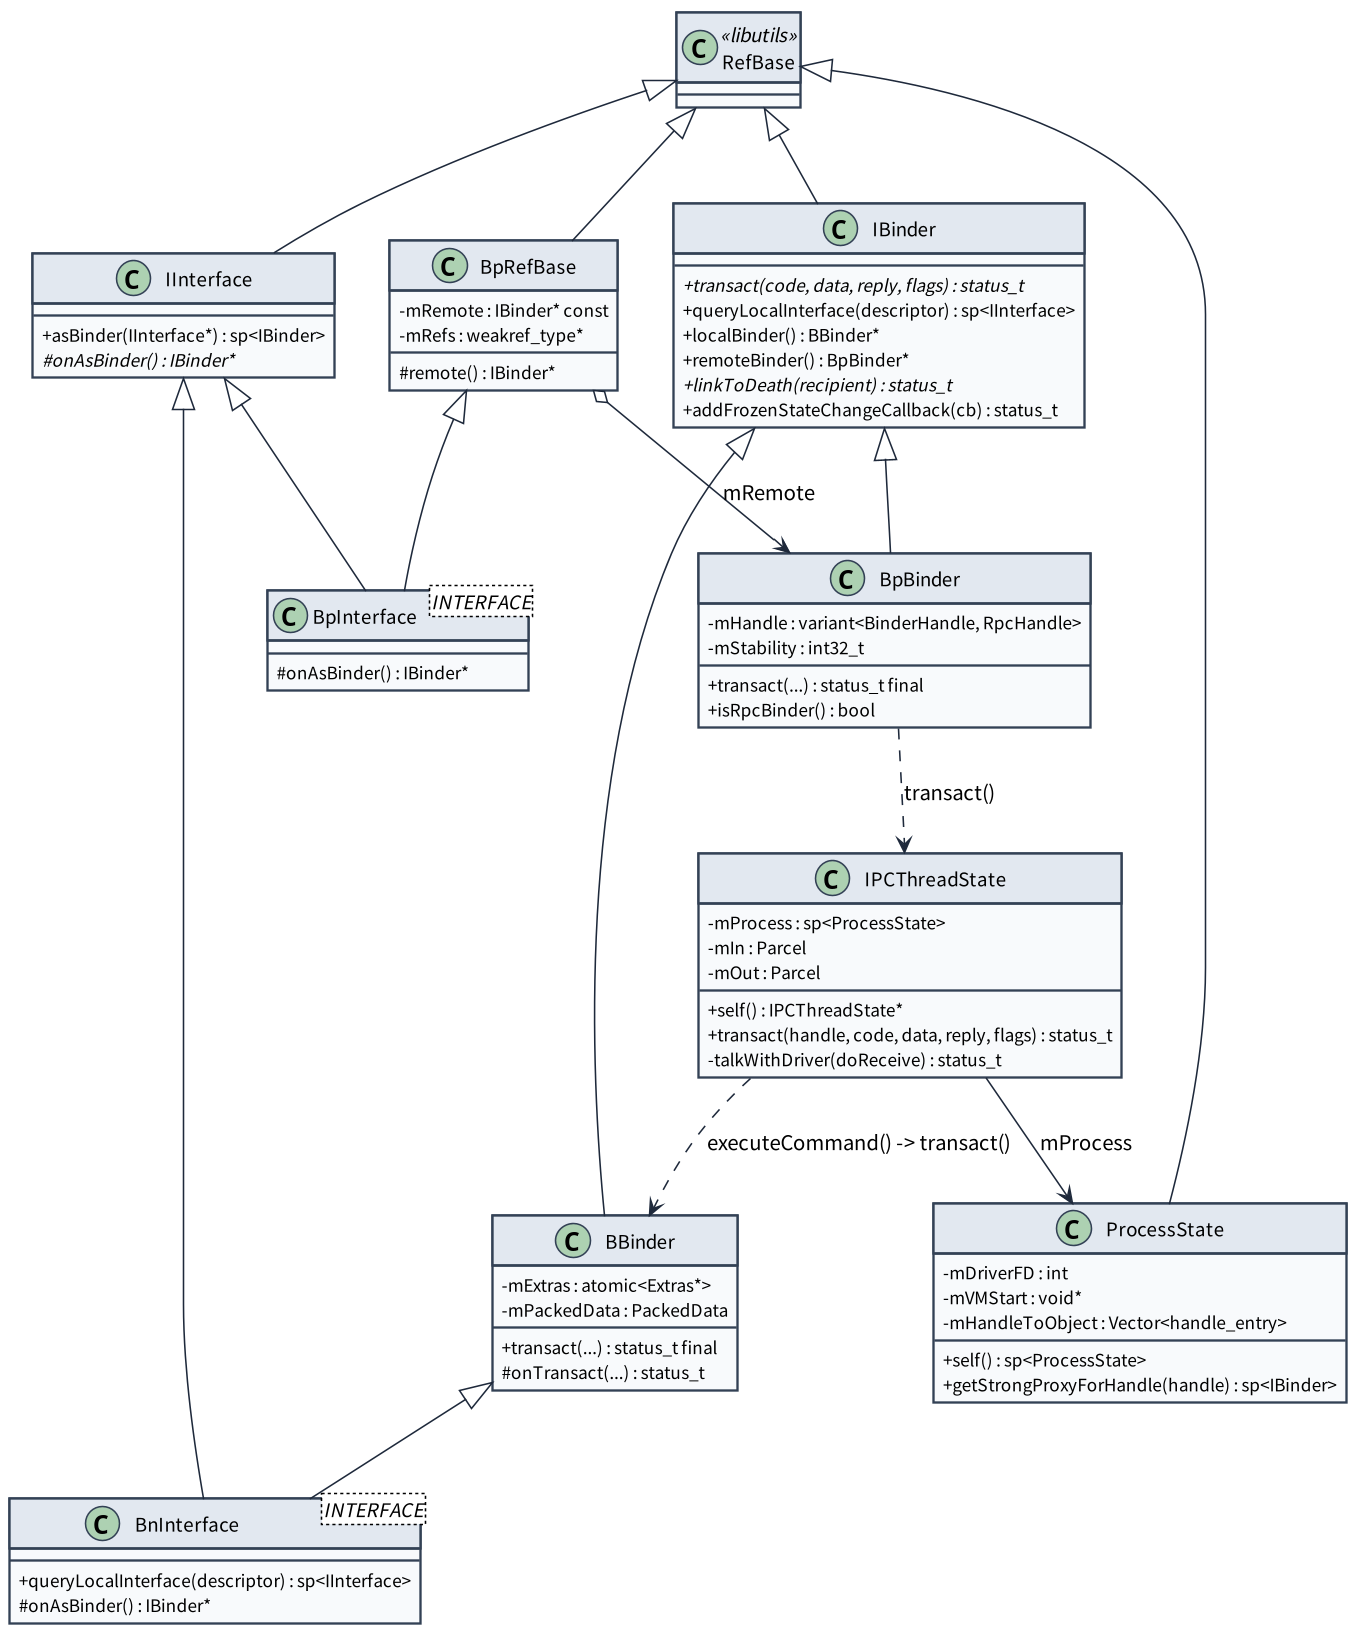 C
«libutils»
RefBase
C
IInterface
+asBinder(IInterface*) : sp<IBinder>
#onAsBinder() : IBinder*
C
BpRefBase
-mRemote : IBinder* const
-mRefs : weakref_type*
#remote() : IBinder*
C
IBinder
+transact(code, data, reply, flags) : status_t
+queryLocalInterface(descriptor) : sp<IInterface>
+localBinder() : BBinder*
+remoteBinder() : BpBinder*
+linkToDeath(recipient) : status_t
+addFrozenStateChangeCallback(cb) : status_t
mRemote
C
BpInterface
INTERFACE
#onAsBinder() : IBinder*
C
BpBinder
-mHandle : variant<BinderHandle, RpcHandle>
-mStability : int32_t
+transact(...) : status_t final
+isRpcBinder() : bool
transact()
C
IPCThreadState
-mProcess : sp<ProcessState>
-mIn : Parcel
-mOut : Parcel
+self() : IPCThreadState*
+transact(handle, code, data, reply, flags) : status_t
-talkWithDriver(doReceive) : status_t
executeCommand() -> transact()
mProcess
C
BBinder
-mExtras : atomic<Extras*>
-mPackedData : PackedData
+transact(...) : status_t final
#onTransact(...) : status_t
C
ProcessState
-mDriverFD : int
-mVMStart : void*
-mHandleToObject : Vector<handle_entry>
+self() : sp<ProcessState>
+getStrongProxyForHandle(handle) : sp<IBinder>
C
BnInterface
INTERFACE
+queryLocalInterface(descriptor) : sp<IInterface>
#onAsBinder() : IBinder*